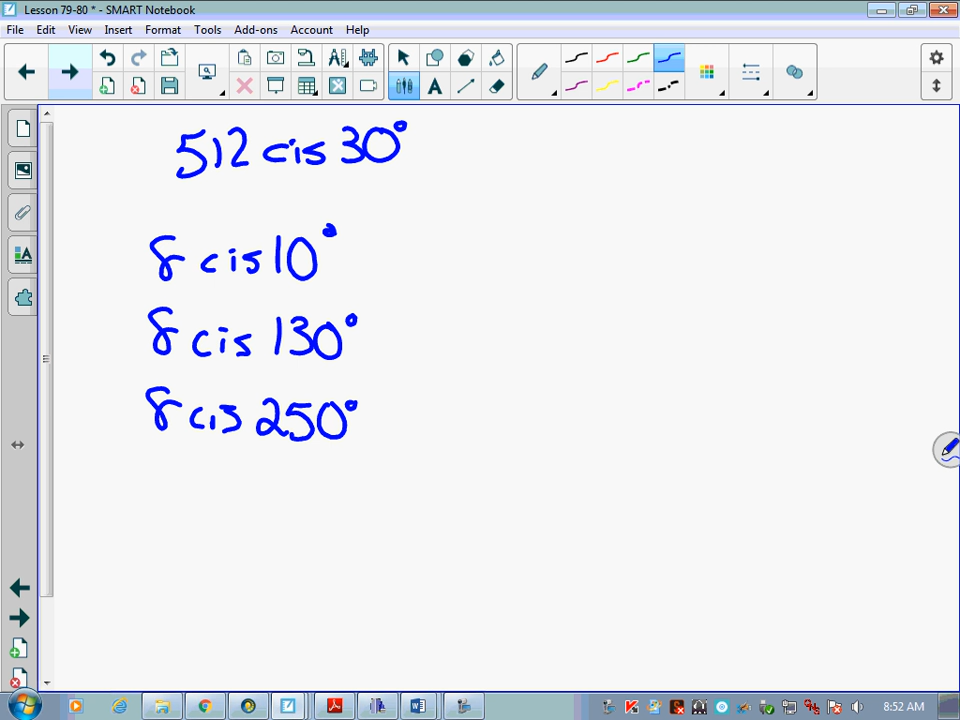 Lesson 79-80 * - SMART Notebook
File Edit View Insert Format Tools Add-ons Account Help
512 cis 30°
8 cis 10°
8 cis 130°
8 cis 250°
8:52 AM